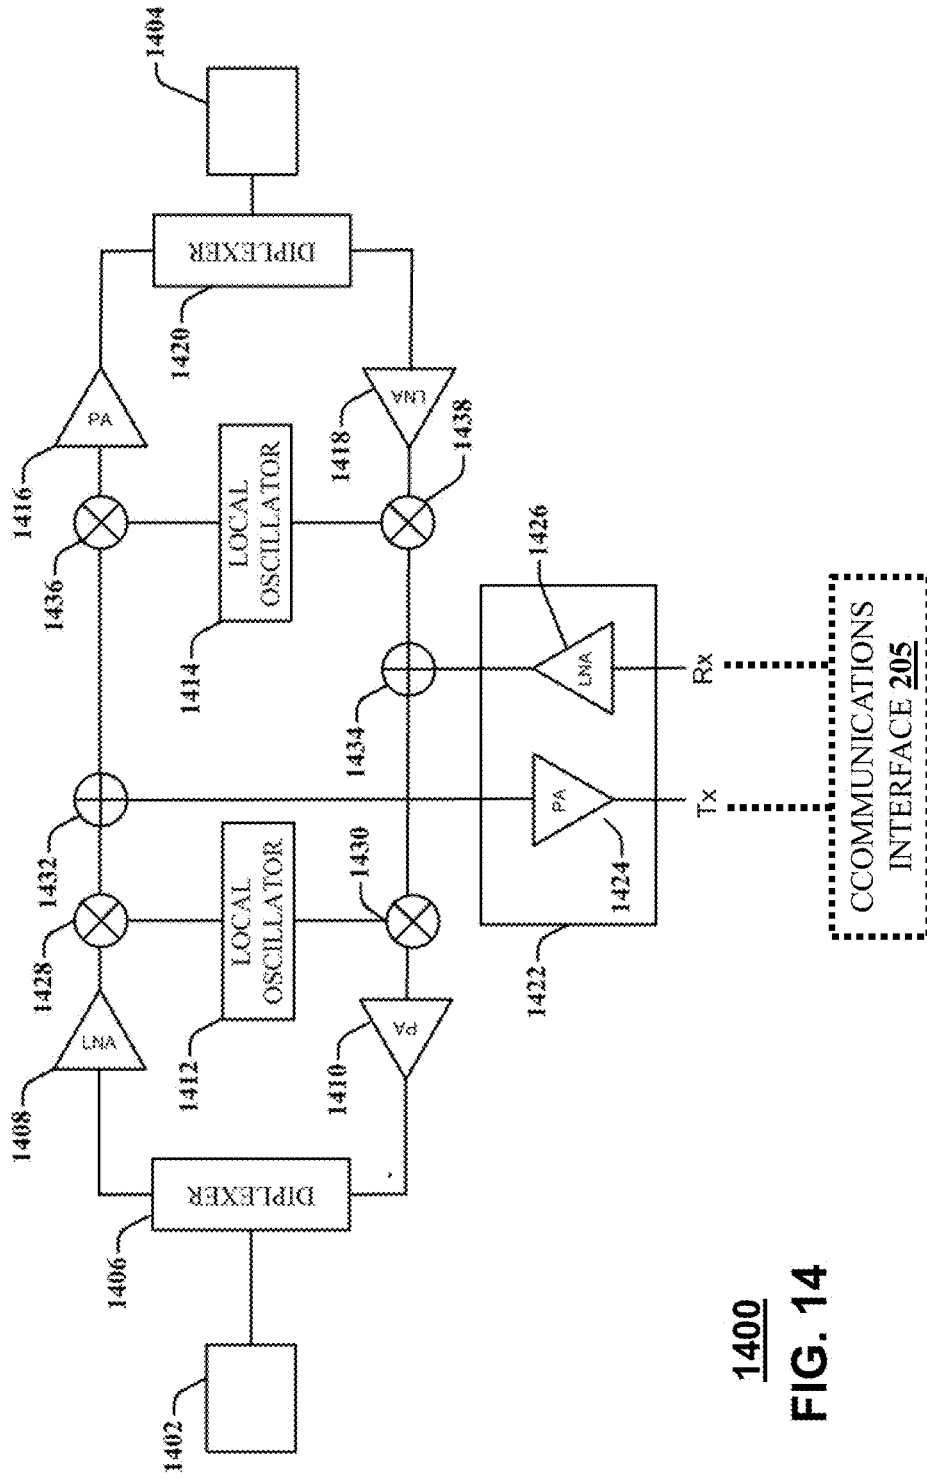 1404
DIPLEXER
1420
PA
1416
LNA
1418
1438
1436
LOCAL
OSCILLATOR
1414
1426
LNA
Rx
1434
1432
PA
Tx
1424
1430
1428
LOCAL
OSCILLATOR
1412
1422
LNA
1408
PA
1410
DIPLEXER
1406
1402
CCOMMUNICATIONS
INTERFACE 205
1400
FIG. 14